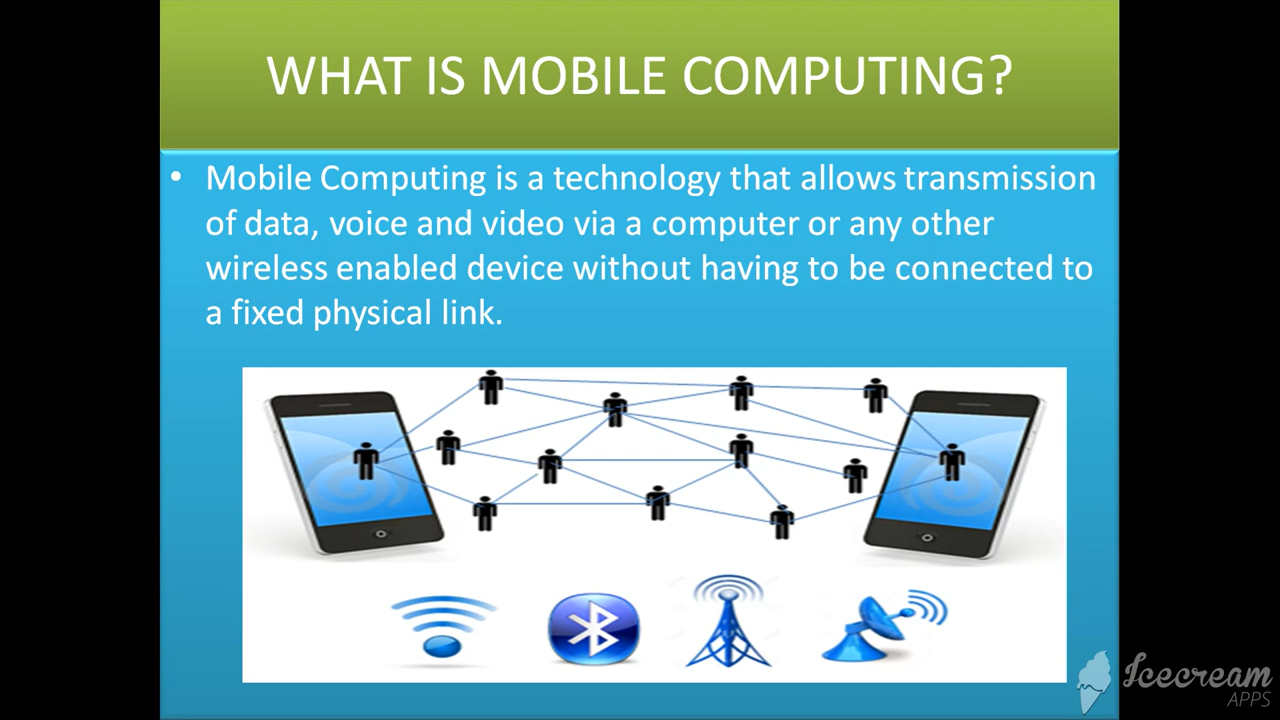 WHAT IS MOBILE COMPUTING?
• Mobile Computing is a technology that allows transmission
of data, voice and video via a computer or any other
wireless enabled device without having to be connected to
a fixed physical link.
Icecream
APPS